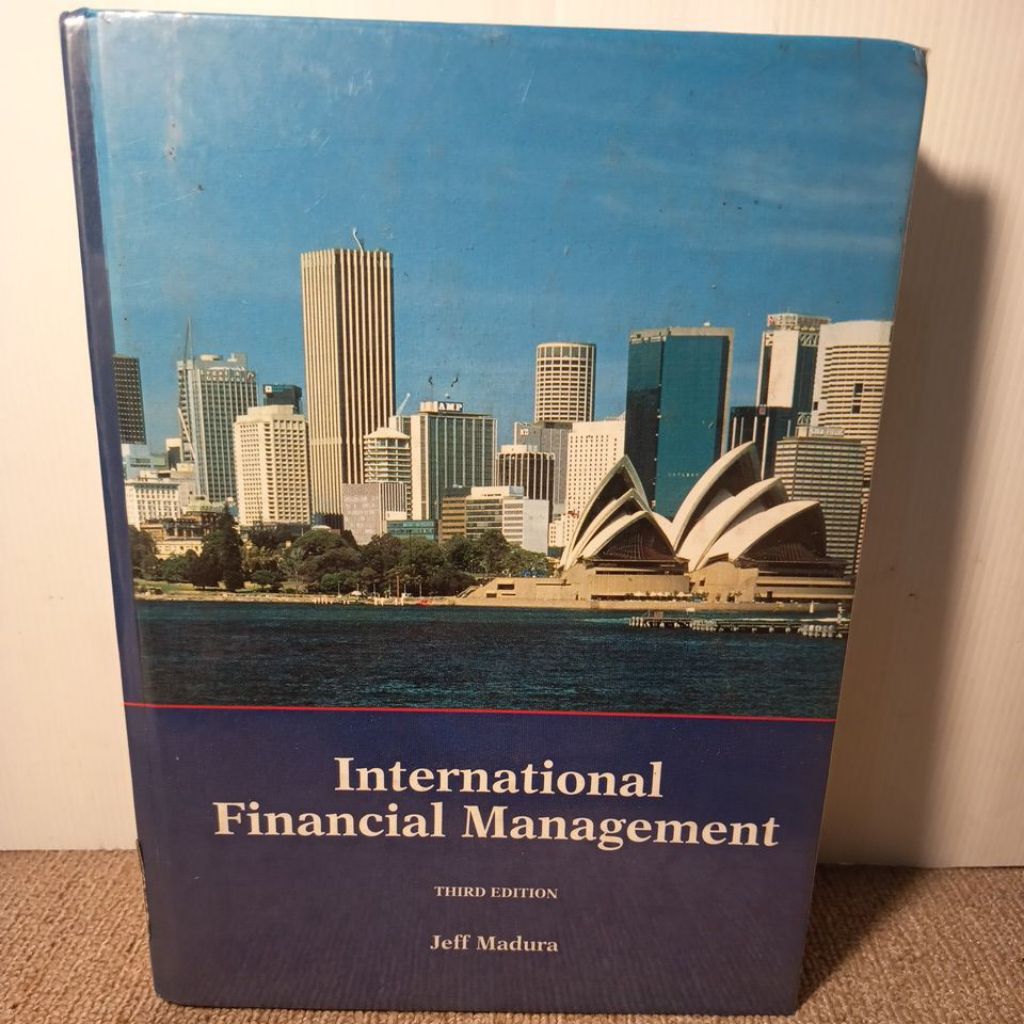 AMP
International
Financial Management
THIRD EDITION
Jeff Madura